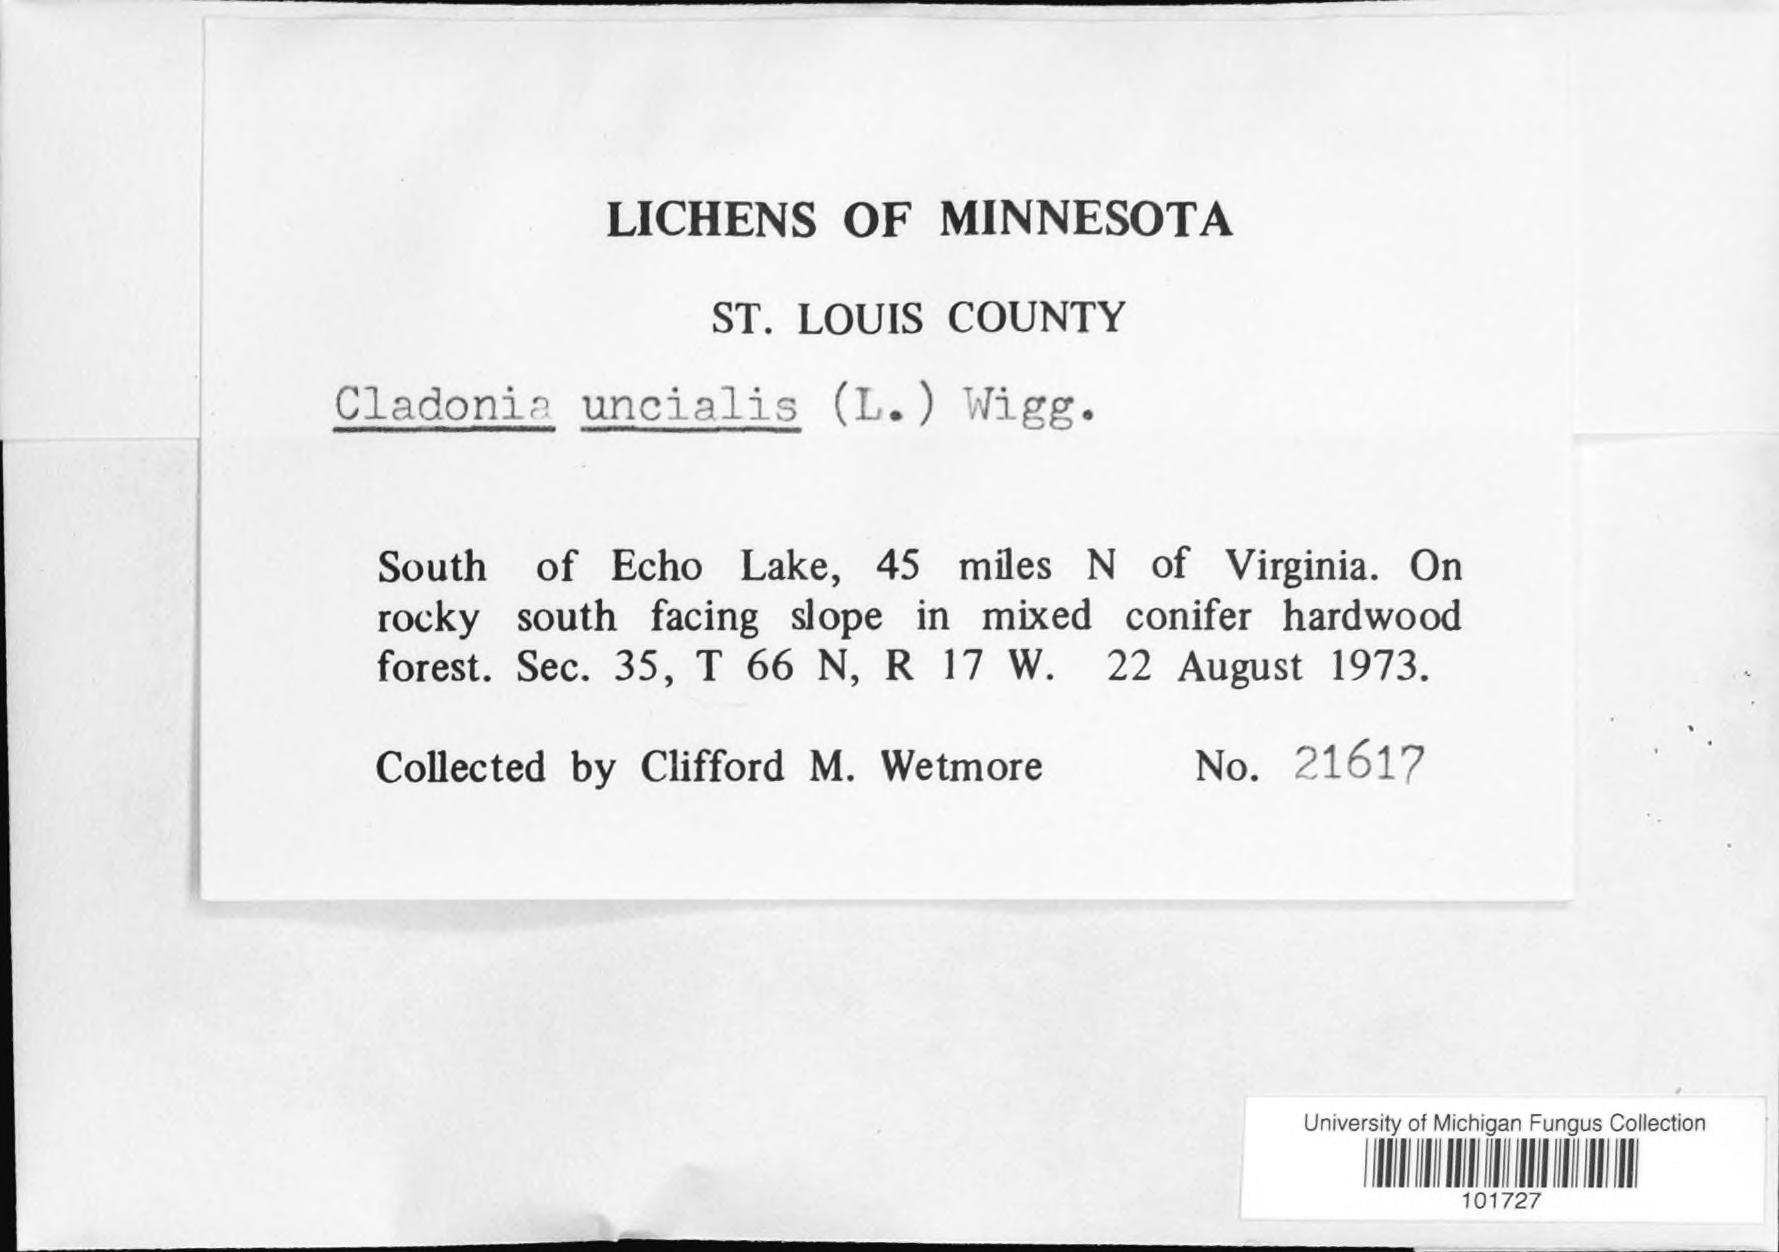 LICHENS OF MINNESOTA
ST. LOUIS COUNTY
Cladonia uncialis (L.) Wigg.
South of Echo Lake, 45 miles N of Virginia. On
rocky south facing slope in mixed conifer hardwood
forest. Sec. 35, T 66 N, R 17 W. 22 August 1973.
Collected by Clifford M. Wetmore No. 21617
University of Michigan Fungus Collection
101727